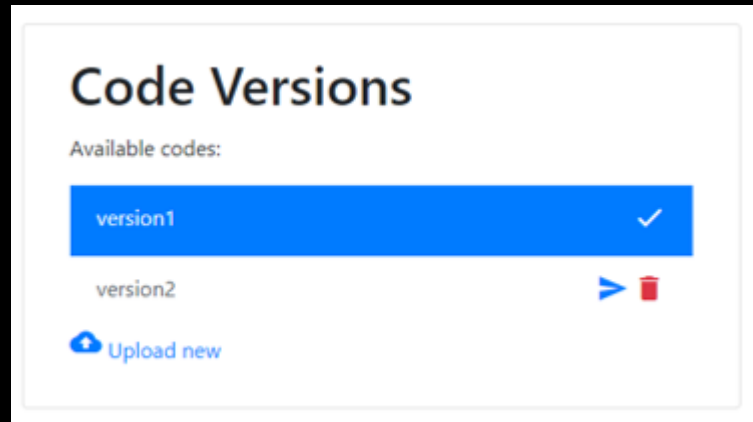 Code Versions
Available codes:
version1
version2
Upload new